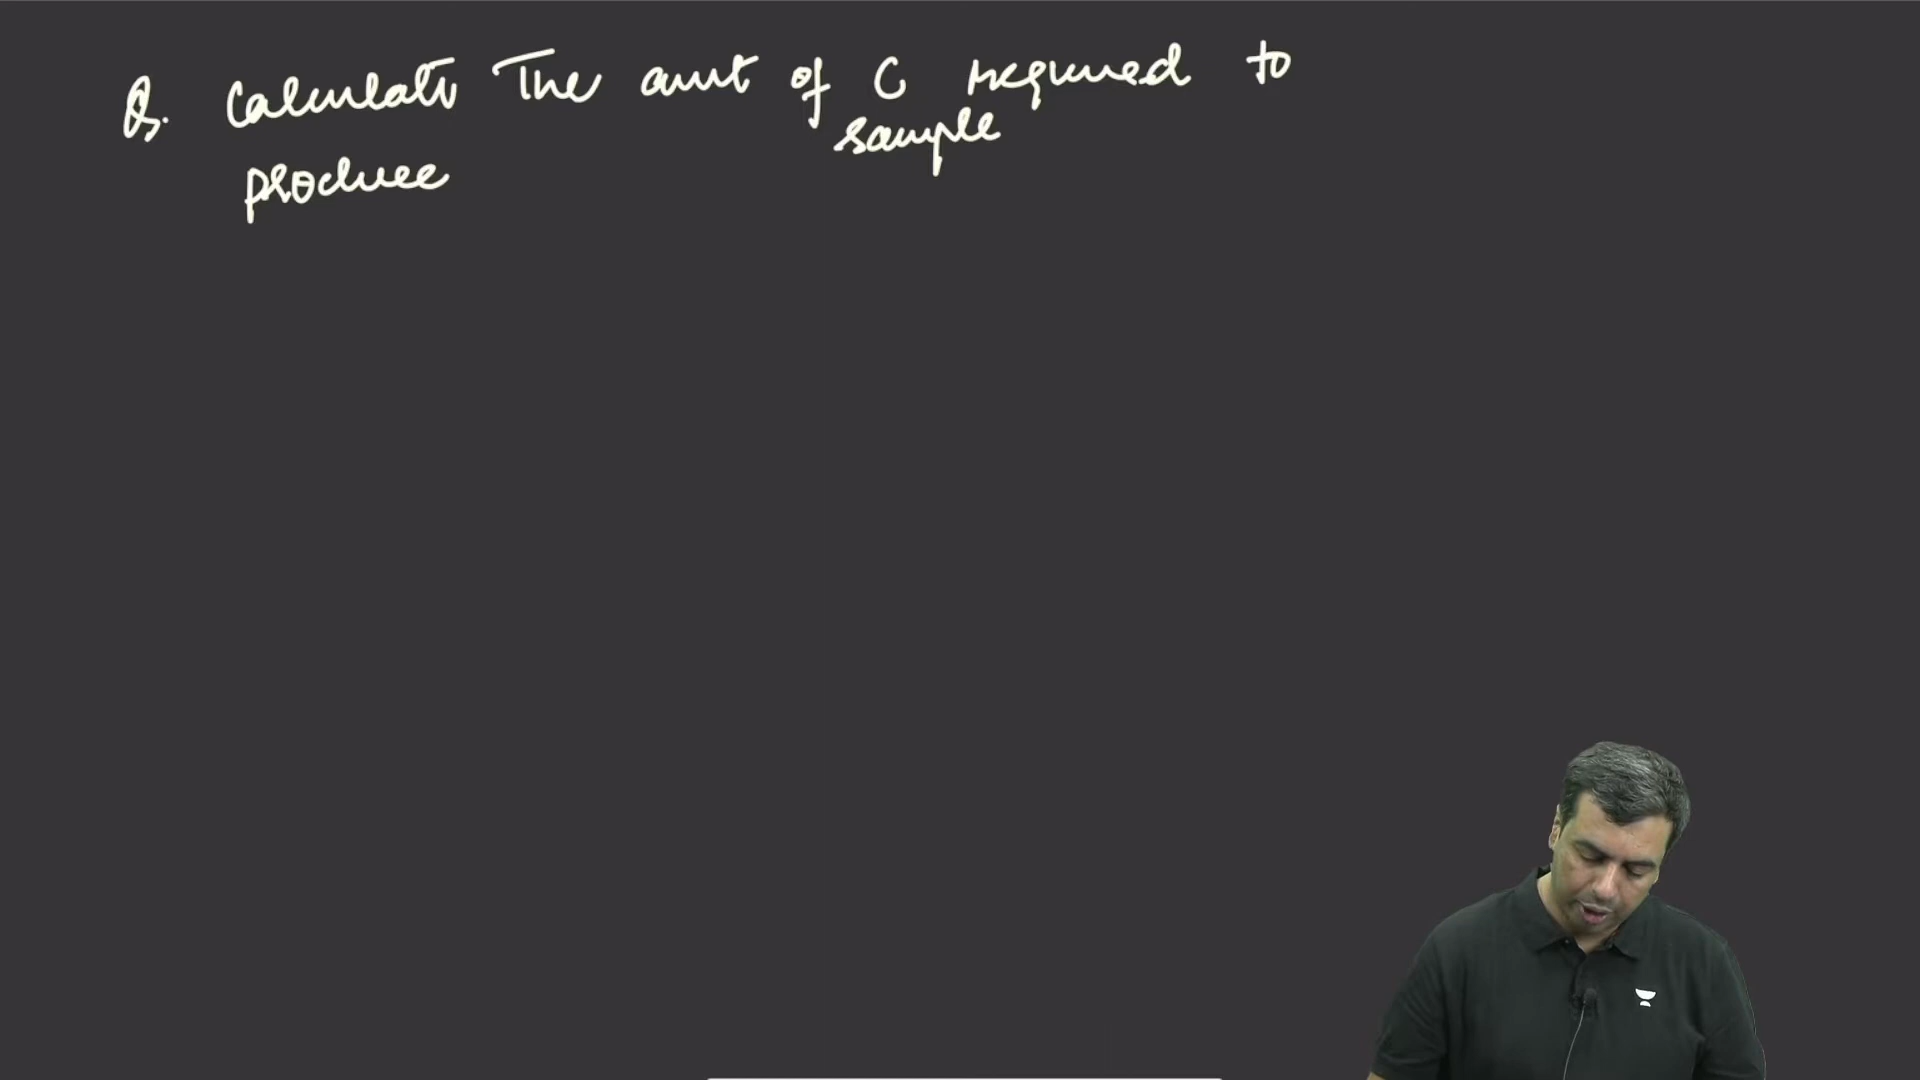 Q. Calculate The amt of C required to
sample
produce